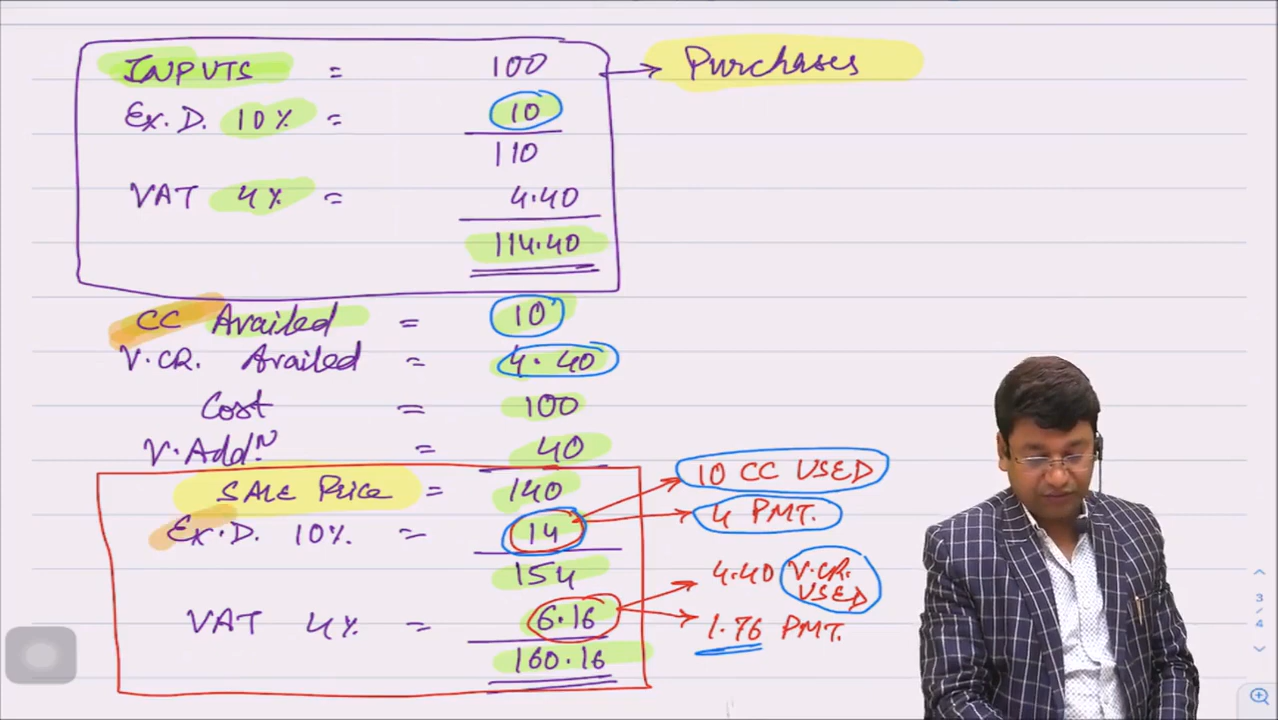 INPUTS = 100 → Purchases
Ex.D. 10% = 10
110
VAT 4% = 4.40
114.40
CC Availed = 10
V.CR. Availed = 4.40
Cost = 100
V.Addⁿ = 40
SALE Price = 140
10 CC USED
Ex.D. 10% = 14
4 PMT.
154
4.40 V.CR. USED
VAT 4% = 6.16
1.76 PMT.
160.16
3
4